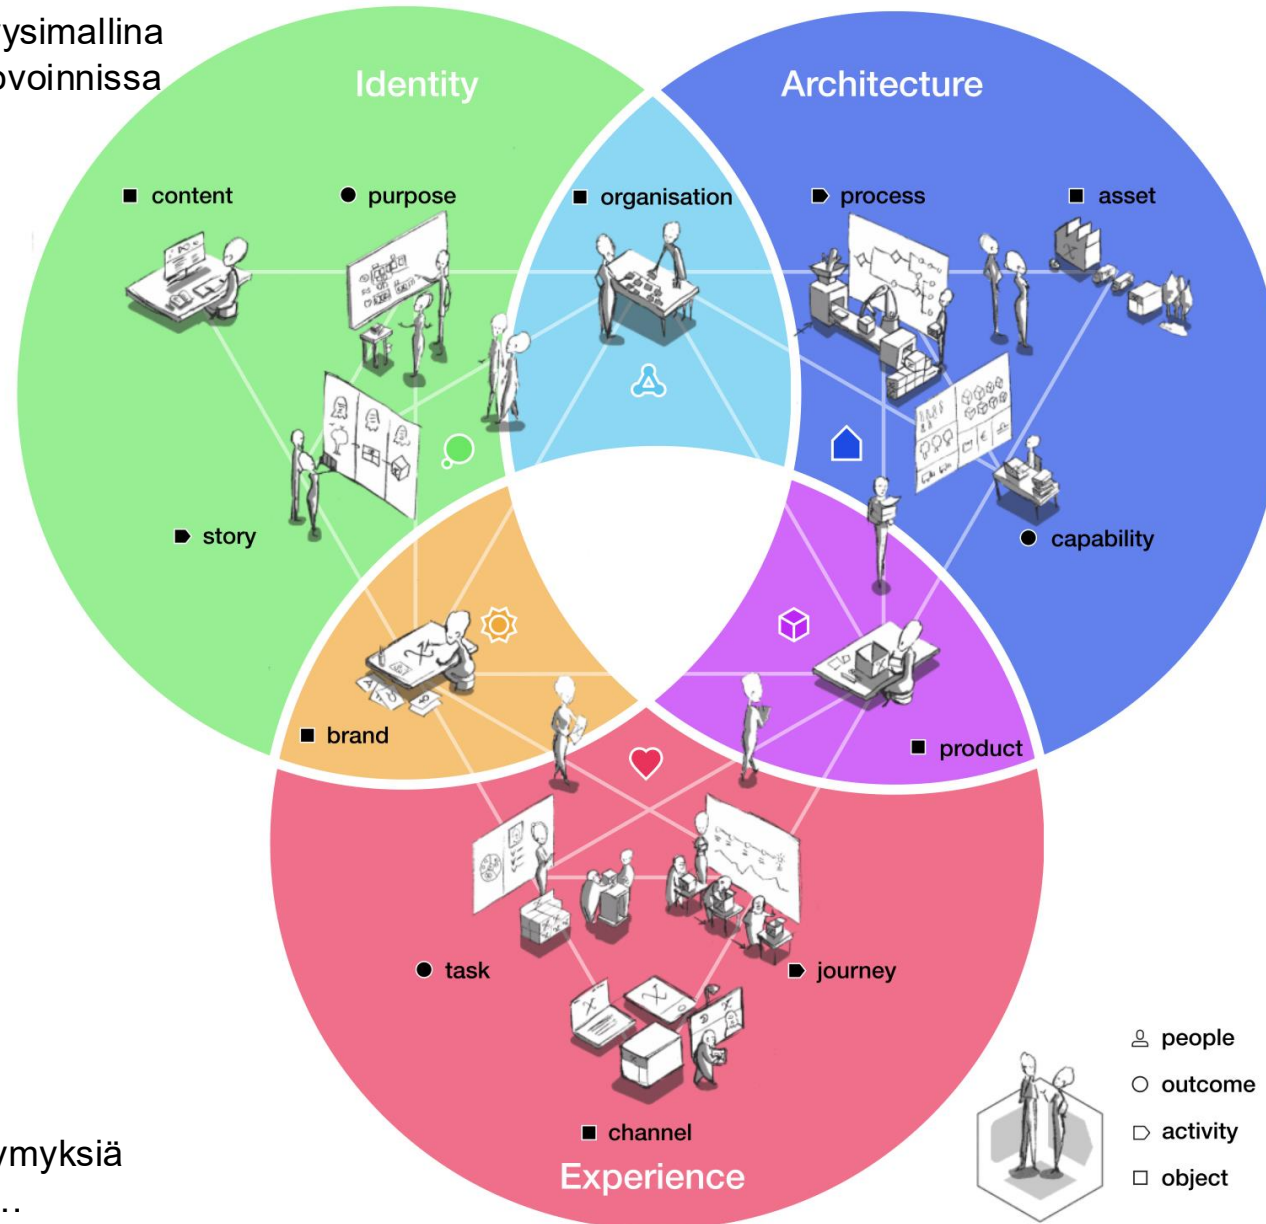 ysimallina
ovoinnissa
Identity
Architecture
content
purpose
organisation
process
asset
story
capability
brand
product
task
journey
channel
Experience
people
outcome
activity
object
ymyksiä
..